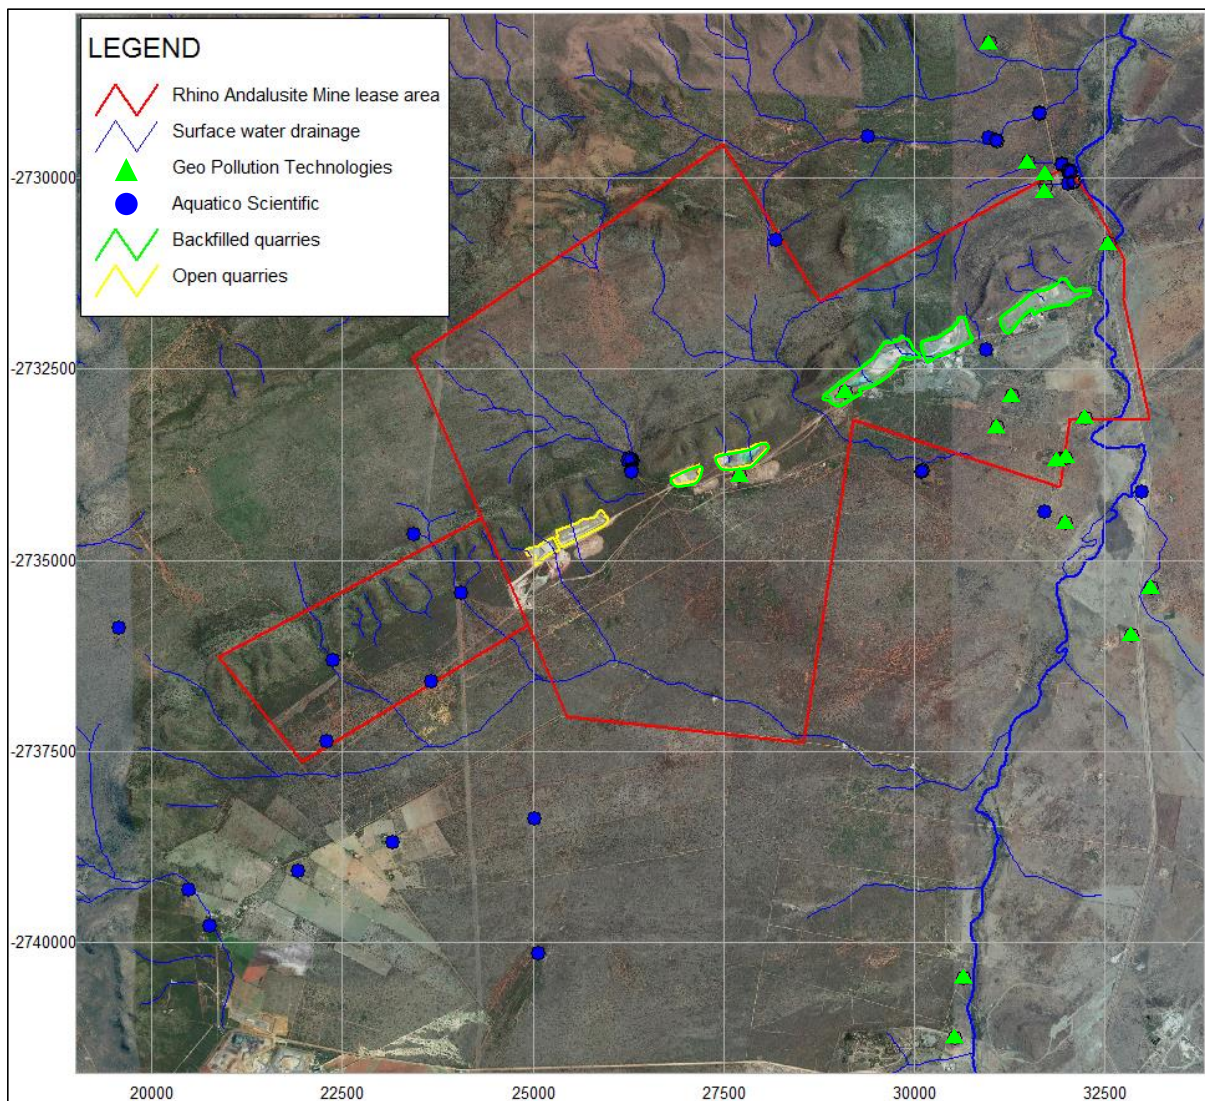 LEGEND
Rhino Andalusite Mine lease area
Surface water drainage
Geo Pollution Technologies
Aquatico Scientific
Backfilled quarries
Open quarries
-2730000
-2732500
-2735000
-2737500
-2740000
20000 22500 25000 27500 30000 32500